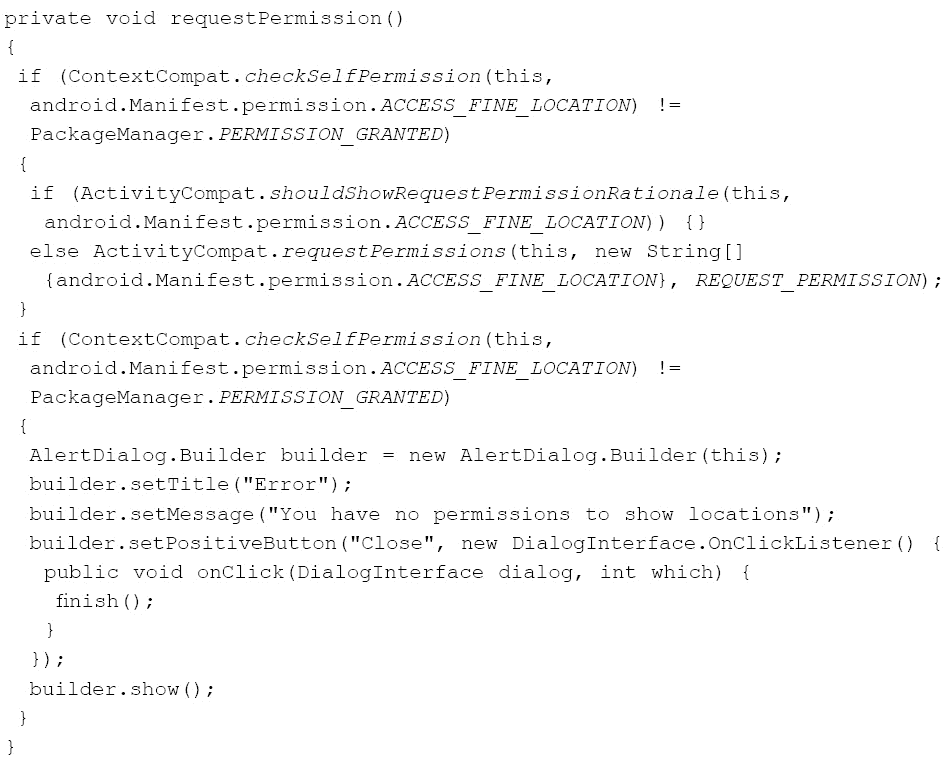 private void requestPermission()
{
if (ContextCompat.checkSelfPermission(this,
android.Manifest.permission.ACCESS_FINE_LOCATION) !=
PackageManager.PERMISSION_GRANTED)
{
if (ActivityCompat.shouldShowRequestPermissionRationale(this,
android.Manifest.permission.ACCESS_FINE_LOCATION)) {}
else ActivityCompat.requestPermissions(this, new String[]
{android.Manifest.permission.ACCESS_FINE_LOCATION}, REQUEST_PERMISSION);
}
if (ContextCompat.checkSelfPermission(this,
android.Manifest.permission.ACCESS_FINE_LOCATION) !=
PackageManager.PERMISSION_GRANTED)
{
AlertDialog.Builder builder = new AlertDialog.Builder(this);
builder.setTitle("Error");
builder.setMessage("You have no permissions to show locations");
builder.setPositiveButton("Close", new DialogInterface.OnClickListener() {
public void onClick(DialogInterface dialog, int which) {
finish();
}
});
builder.show();
}
}